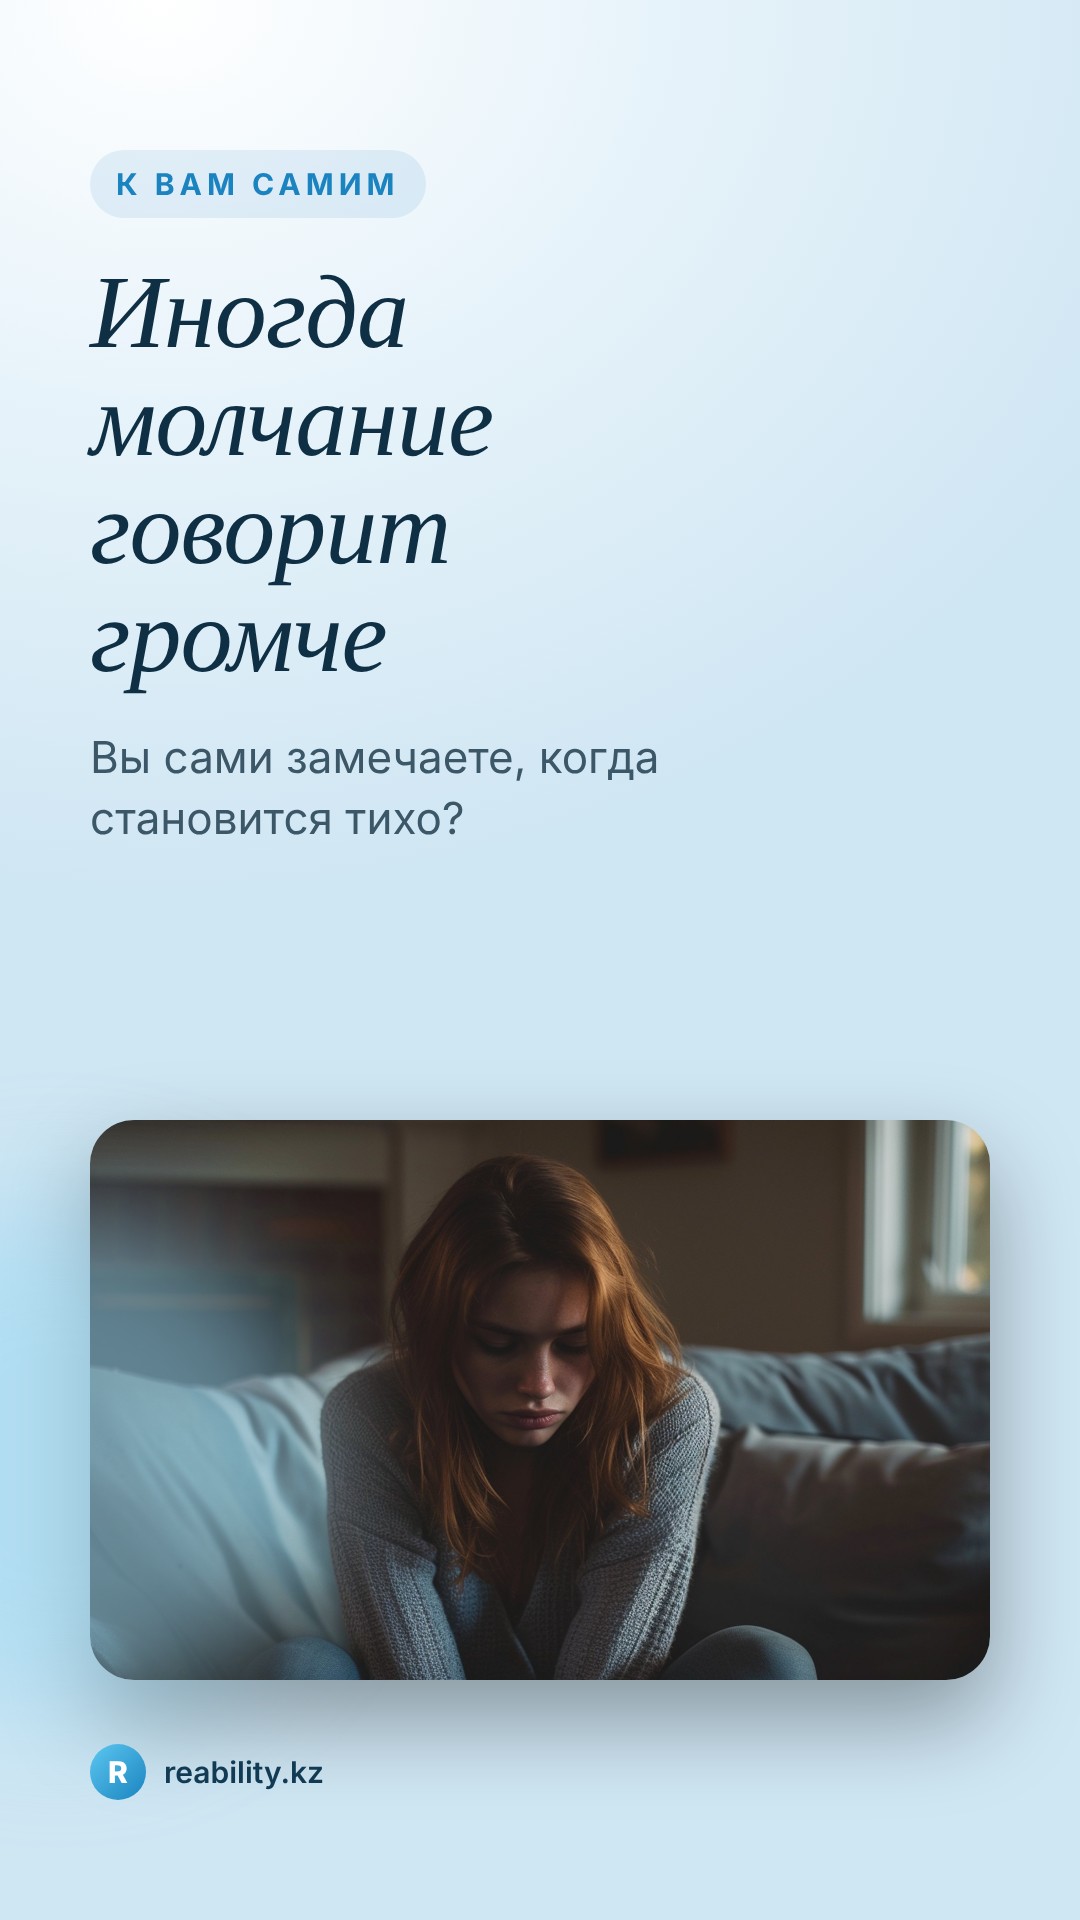 К ВАМ САМИМ
Иногда
молчание
говорит
громче
Вы сами замечаете, когда
становится тихо?
R reability.kz